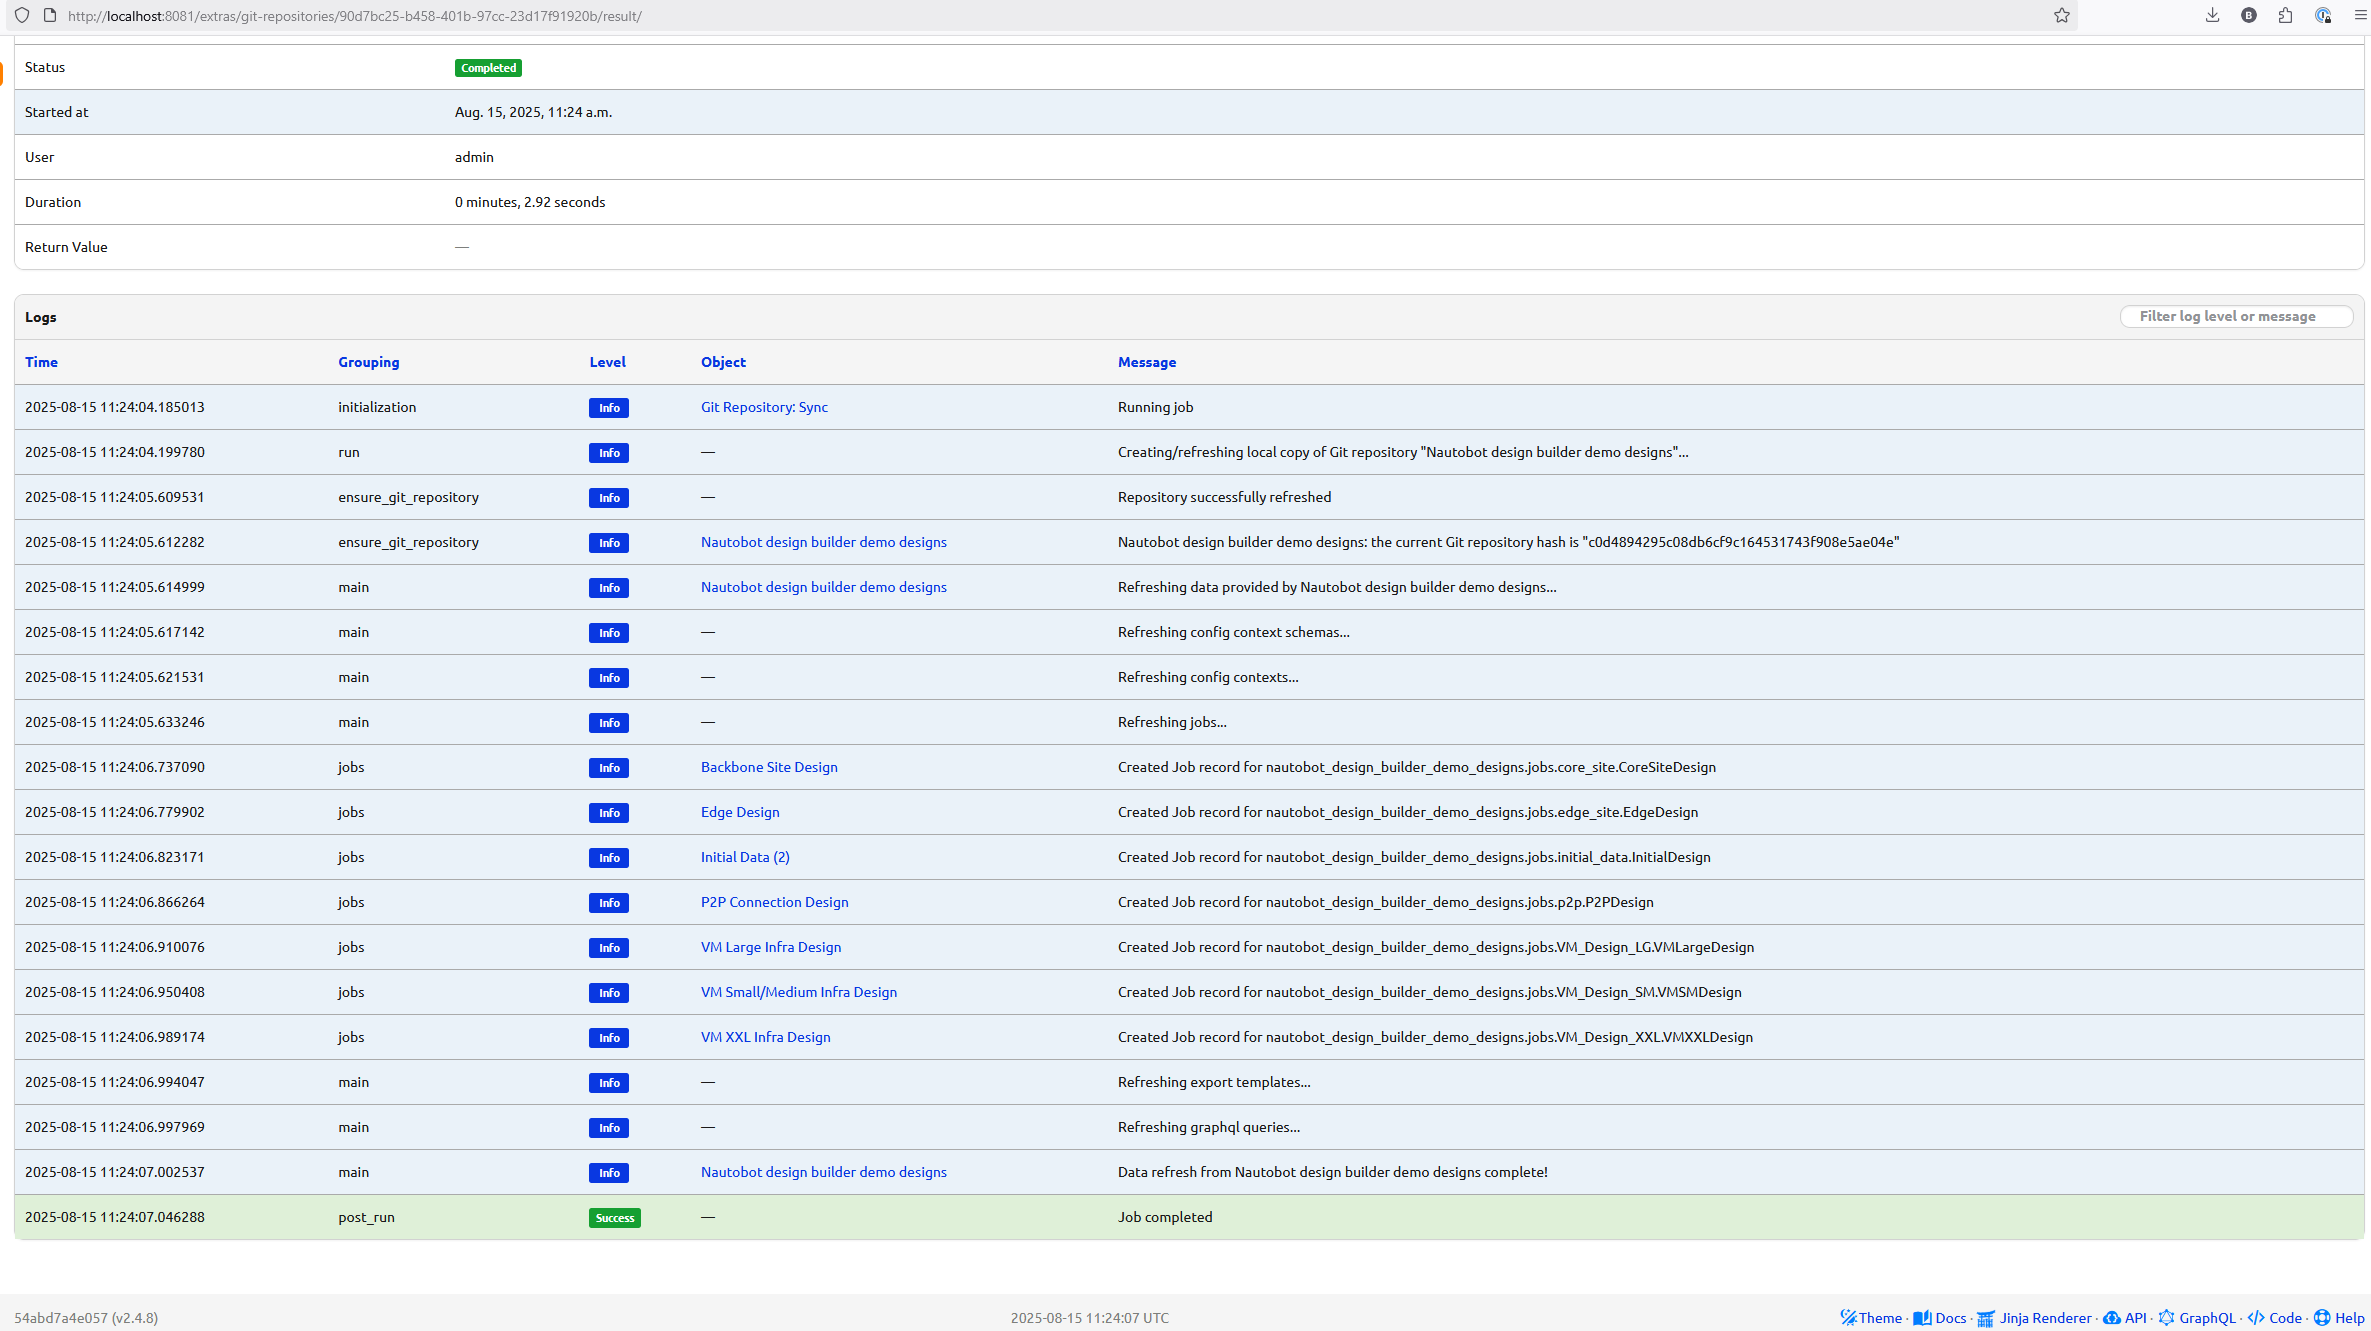 http://localhost:8081/extras/git-repositories/90d7bc25-b458-401b-97cc-23d17f91920b/result/
Status Completed
Started at Aug. 15, 2025, 11:24 a.m.
User admin
Duration 0 minutes, 2.92 seconds
Return Value —
Logs Filter log level or message
Time Grouping Level Object Message
2025-08-15 11:24:04.185013 initialization Info Git Repository: Sync Running job
2025-08-15 11:24:04.199780 run Info — Creating/refreshing local copy of Git repository "Nautobot design builder demo designs"...
2025-08-15 11:24:05.609531 ensure_git_repository Info — Repository successfully refreshed
2025-08-15 11:24:05.612282 ensure_git_repository Info Nautobot design builder demo designs Nautobot design builder demo designs: the current Git repository hash is "c0d4894295c08db6cf9c164531743f908e5ae04e"
2025-08-15 11:24:05.614999 main Info Nautobot design builder demo designs Refreshing data provided by Nautobot design builder demo designs...
2025-08-15 11:24:05.617142 main Info — Refreshing config context schemas...
2025-08-15 11:24:05.621531 main Info — Refreshing config contexts...
2025-08-15 11:24:05.633246 main Info — Refreshing jobs...
2025-08-15 11:24:06.737090 jobs Info Backbone Site Design Created Job record for nautobot_design_builder_demo_designs.jobs.core_site.CoreSiteDesign
2025-08-15 11:24:06.779902 jobs Info Edge Design Created Job record for nautobot_design_builder_demo_designs.jobs.edge_site.EdgeDesign
2025-08-15 11:24:06.823171 jobs Info Initial Data (2) Created Job record for nautobot_design_builder_demo_designs.jobs.initial_data.InitialDesign
2025-08-15 11:24:06.866264 jobs Info P2P Connection Design Created Job record for nautobot_design_builder_demo_designs.jobs.p2p.P2PDesign
2025-08-15 11:24:06.910076 jobs Info VM Large Infra Design Created Job record for nautobot_design_builder_demo_designs.jobs.VM_Design_LG.VMLargeDesign
2025-08-15 11:24:06.950408 jobs Info VM Small/Medium Infra Design Created Job record for nautobot_design_builder_demo_designs.jobs.VM_Design_SM.VMSMDesign
2025-08-15 11:24:06.989174 jobs Info VM XXL Infra Design Created Job record for nautobot_design_builder_demo_designs.jobs.VM_Design_XXL.VMXXLDesign
2025-08-15 11:24:06.994047 main Info — Refreshing export templates...
2025-08-15 11:24:06.997969 main Info — Refreshing graphql queries...
2025-08-15 11:24:07.002537 main Info Nautobot design builder demo designs Data refresh from Nautobot design builder demo designs complete!
2025-08-15 11:24:07.046288 post_run Success — Job completed
54abd7a4e057 (v2.4.8) 2025-08-15 11:24:07 UTC Theme · Docs · Jinja Renderer · API · GraphQL · Code · Help